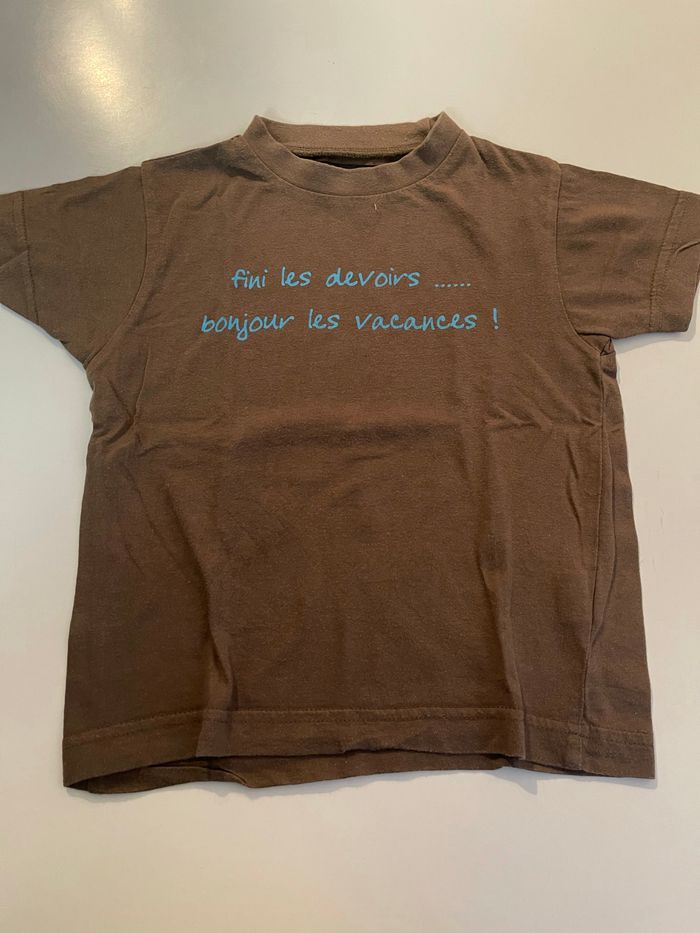 fini les devoirs ......
bonjour les vacances !